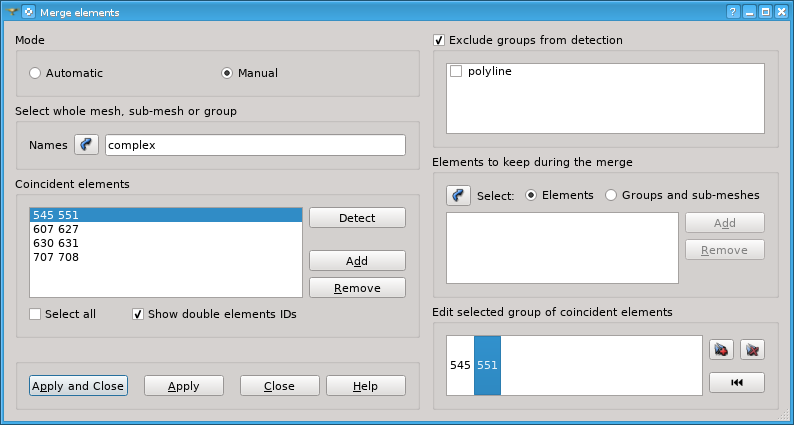 Merge elements
Mode
Automatic
Manual
Select whole mesh, sub-mesh or group
Names complex
Coincident elements
545 551
607 627
630 631
707 708
Detect
Add
Remove
Select all
Show double elements IDs
Apply and Close
Apply
Close
Help
Exclude groups from detection
polyline
Elements to keep during the merge
Select: Elements Groups and sub-meshes
Add
Remove
Edit selected group of coincident elements
545 551